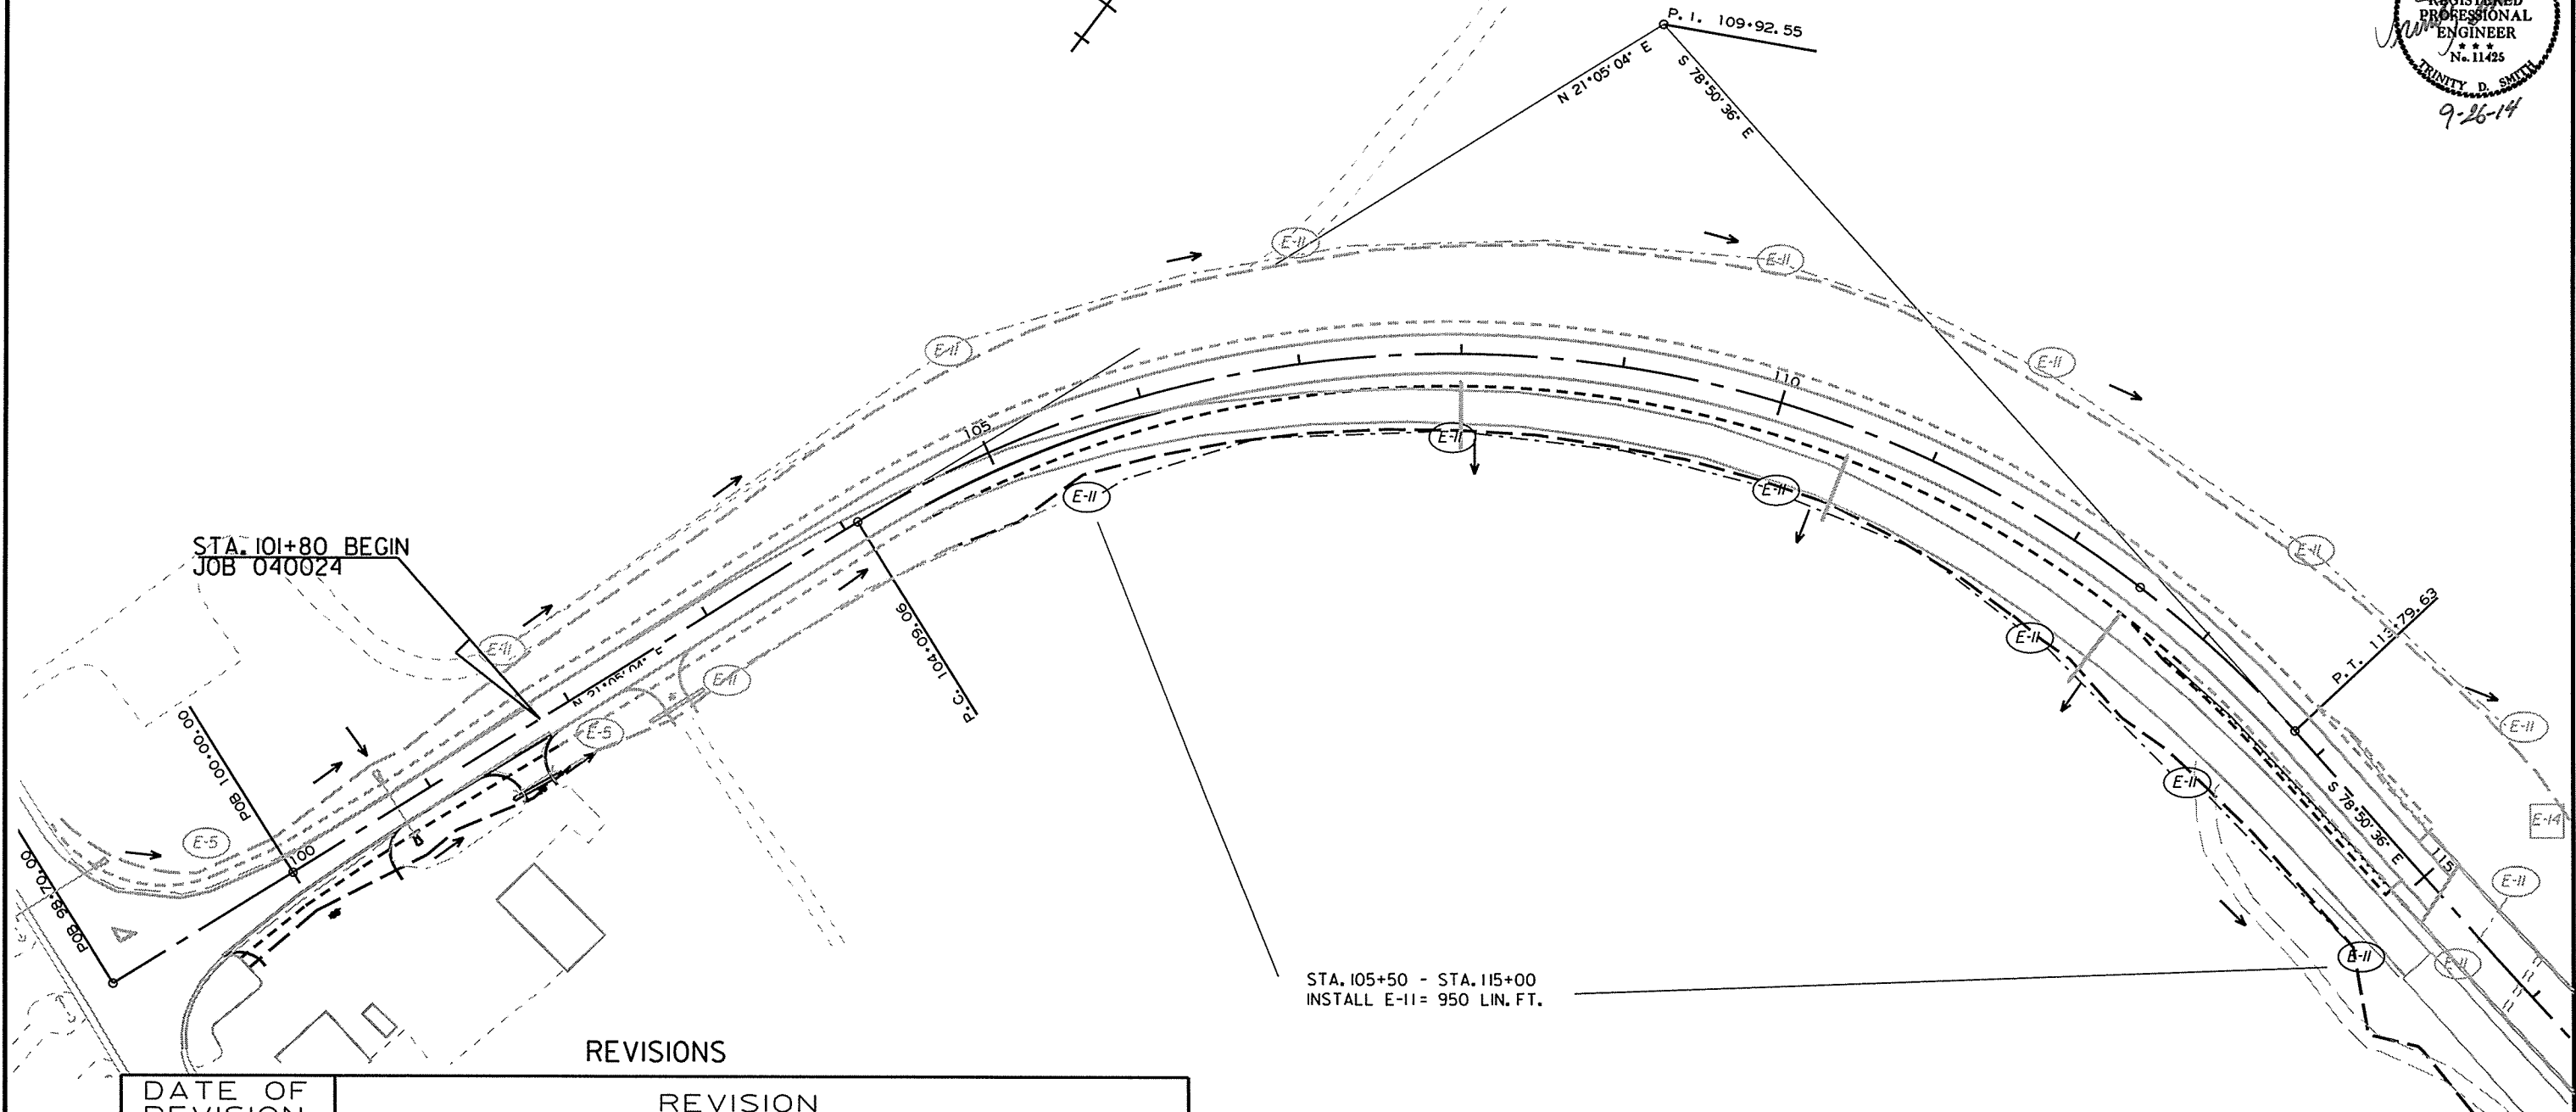 P. I. 109+92.55
N 21°05'04" E
S 78°50'36" E
REGISTERED
PROFESSIONAL
ENGINEER
★ ★ ★
No. 11425
TRINITY D. SMITH
9-26-14
E-11
E-11
E-11
E-11
110
105
E-11
E-11
E-11
STA. 101+80 BEGIN
JOB 040024
E-11
P.C. 104+09.06
E-11
E-11
P. T. 113+79.63
E-11
E-11
E-5
POB 100+00.00
100
E-5
POB 98+70.00
E-11
S 78°50'36" E
115
E-14
E-11
E-11
E-11
STA. 105+50 - STA. 115+00
INSTALL E-11= 950 LIN. FT.
REVISIONS
DATE OF
REVISION
REVISION